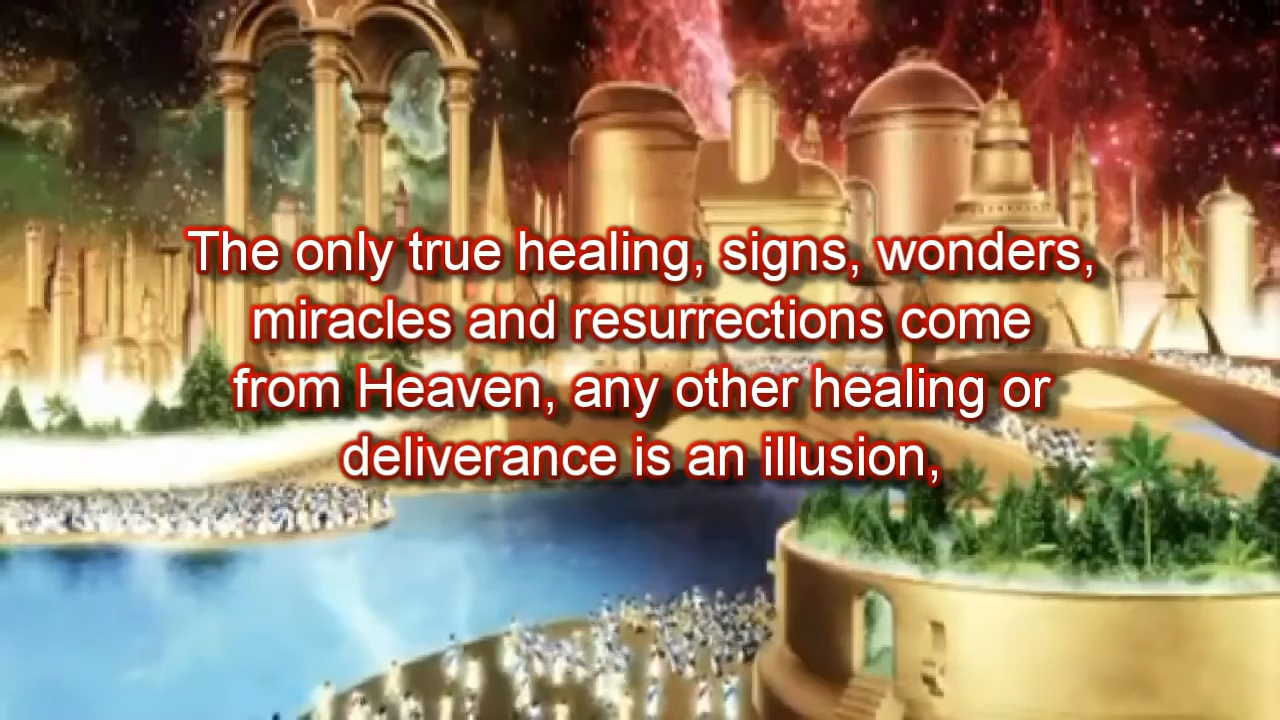 The only true healing, signs, wonders,
miracles and resurrections come
from Heaven, any other healing or
deliverance is an illusion,